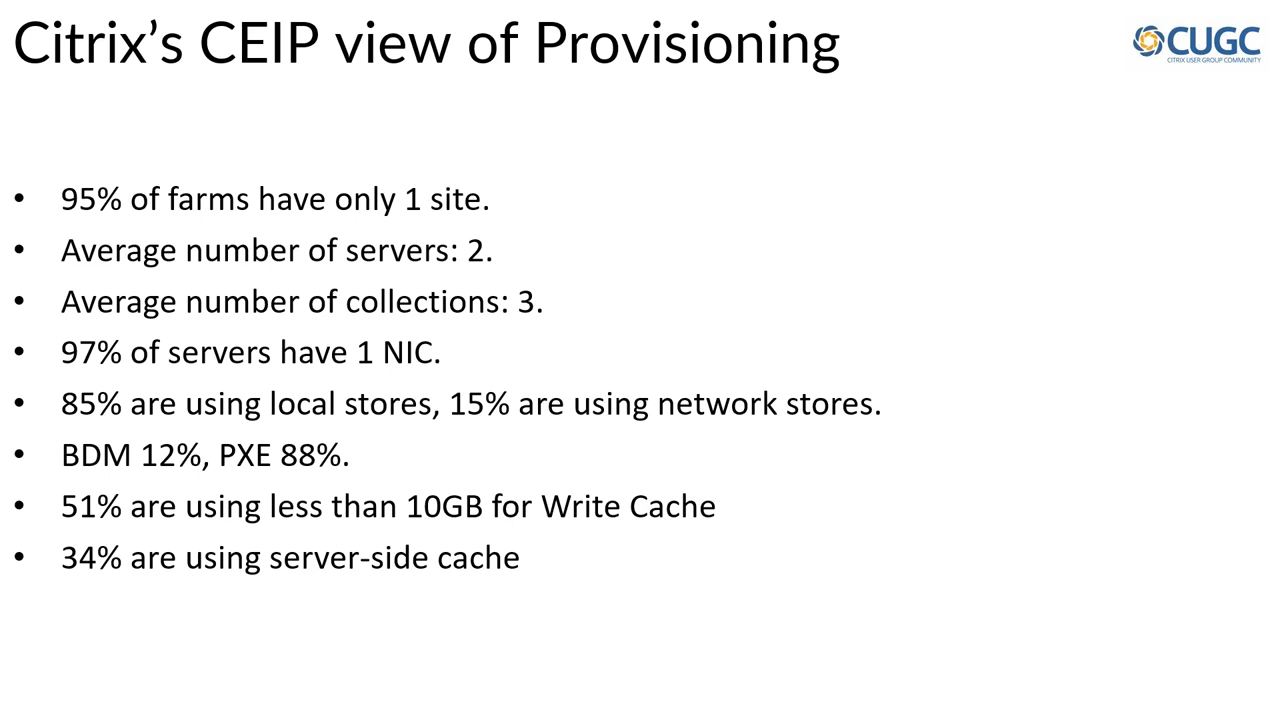 Citrix’s CEIP view of Provisioning
CUGC
CITRIX USER GROUP COMMUNITY
• 95% of farms have only 1 site.
• Average number of servers: 2.
• Average number of collections: 3.
• 97% of servers have 1 NIC.
• 85% are using local stores, 15% are using network stores.
• BDM 12%, PXE 88%.
• 51% are using less than 10GB for Write Cache
• 34% are using server-side cache